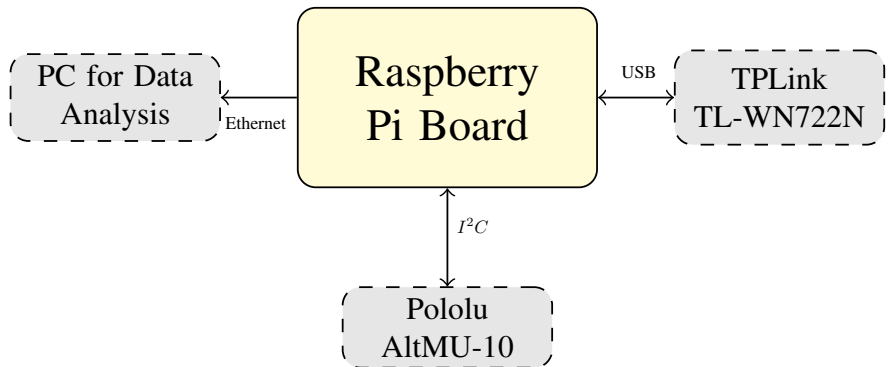 PC for Data
Analysis
Ethernet
Raspberry
Pi Board
USB
TPLink
TL-WN722N
I²C
Pololu
AltMU-10